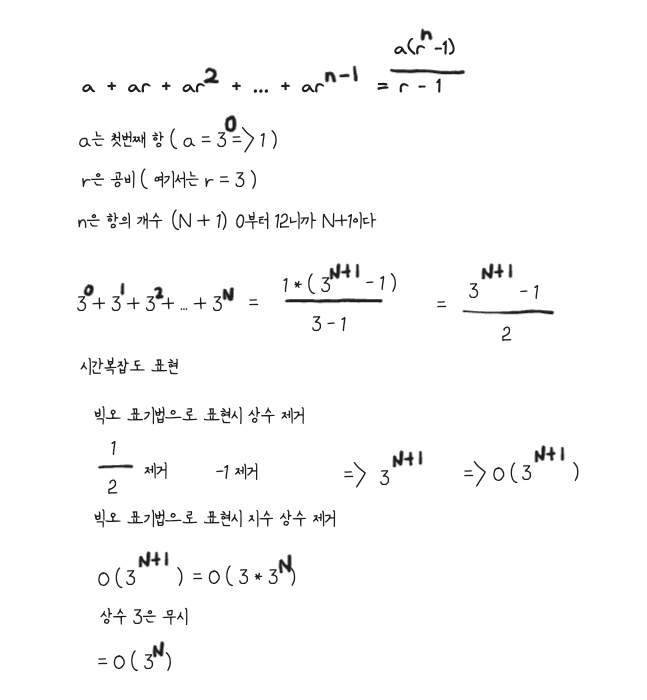 a + ar + ar^2 + ... + ar^(n-1) = a(r^n -1) / r - 1
a는 첫번째 항 ( a = 3^0 => 1 )
r은 공비 ( 여기서는 r = 3 )
n은 항의 개수 (N + 1) 0부터 12니까 N+1이다
3^0 + 3^1 + 3^2 + ... + 3^N = 1 * ( 3^(N+1) - 1 ) / 3 - 1 = 3^(N+1) - 1 / 2
시간복잡도 표현
빅오 표기법으로 표현시 상수 제거
1/2 제거 -1 제거 => 3^(N+1) => O ( 3^(N+1) )
빅오 표기법으로 표현시 지수 상수 제거
O ( 3^(N+1) ) = O ( 3 * 3^N )
상수 3은 무시
= O ( 3^N )